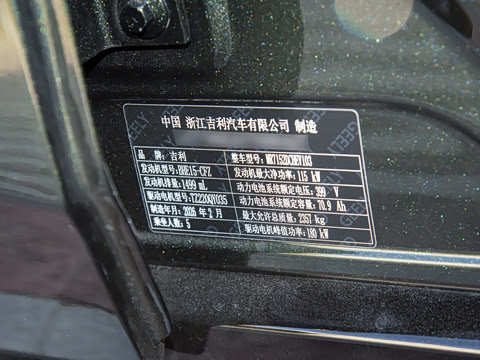 中国 浙江吉利汽车有限公司 制造
品 牌: 吉利 整车型号: MR7152DCHEV103
发动机型号: BHE15-CFZ 发动机最大净功率: 115 kW
发动机排量: 1499 mL 动力电池系统额定电压: 399 V
驱动电机型号: TZ220QY035 动力电池系统额定容量: 70.9 Ah
制造年月: 2026 年 2 月 最大允许总质量: 2357 kg
乘坐人数: 5 驱动电机峰值功率: 180 kW
GEELY